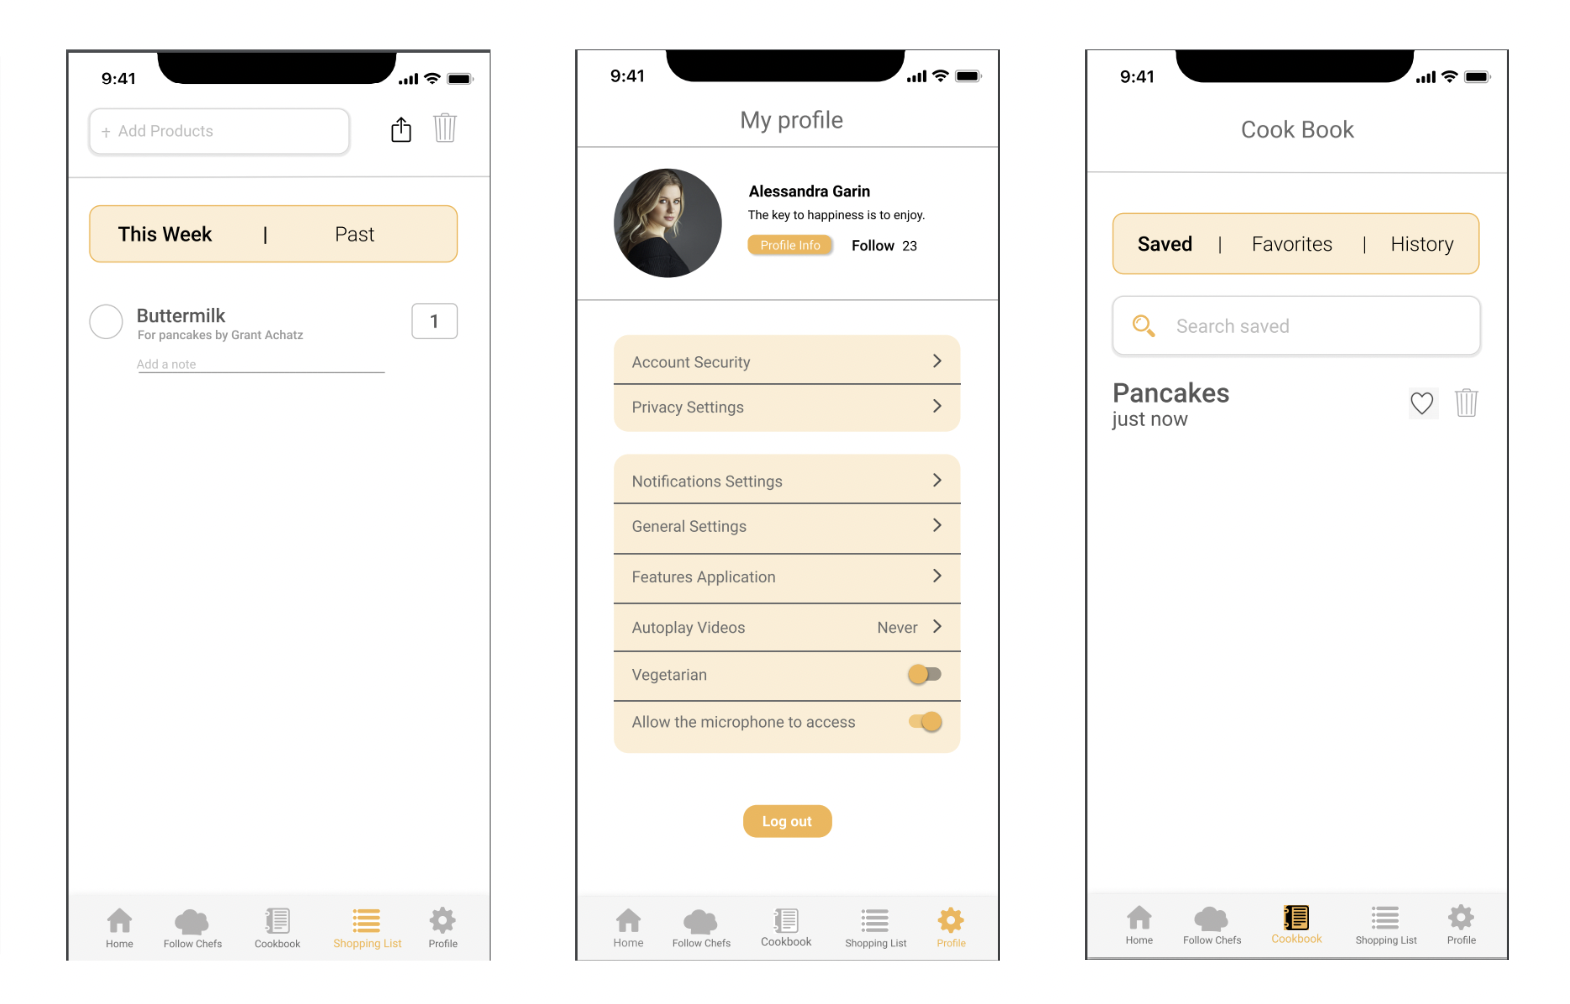 9:41
+ Add Products
This Week | Past
Buttermilk
For pancakes by Grant Achatz
1
Add a note
Home Follow Chefs Cookbook Shopping List Profile
9:41
My profile
Alessandra Garin
The key to happiness is to enjoy.
Profile Info Follow 23
Account Security
Privacy Settings
Notifications Settings
General Settings
Features Application
Autoplay Videos Never
Vegetarian
Allow the microphone to access
Log out
Home Follow Chefs Cookbook Shopping List Profile
9:41
Cook Book
Saved | Favorites | History
Search saved
Pancakes
just now
Home Follow Chefs Cookbook Shopping List Profile